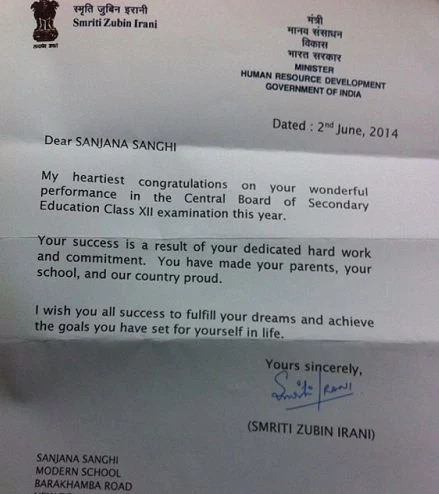 स्मृति ज़ुबिन इरानी
Smriti Zubin Irani
मंत्री
मानव संसाधन
विकास
भारत सरकार
MINISTER
HUMAN RESOURCE DEVELOPMENT
GOVERNMENT OF INDIA
Dated : 2nd June, 2014
Dear SANJANA SANGHI
My heartiest congratulations on your wonderful
performance in the Central Board of Secondary
Education Class XII examination this year.
Your success is a result of your dedicated hard work
and commitment. You have made your parents, your
school, and our country proud.
I wish you all success to fulfill your dreams and achieve
the goals you have set for yourself in life.
Yours sincerely,
Smriti IRANI
(SMRITI ZUBIN IRANI)
SANJANA SANGHI
MODERN SCHOOL
BARAKHAMBA ROAD